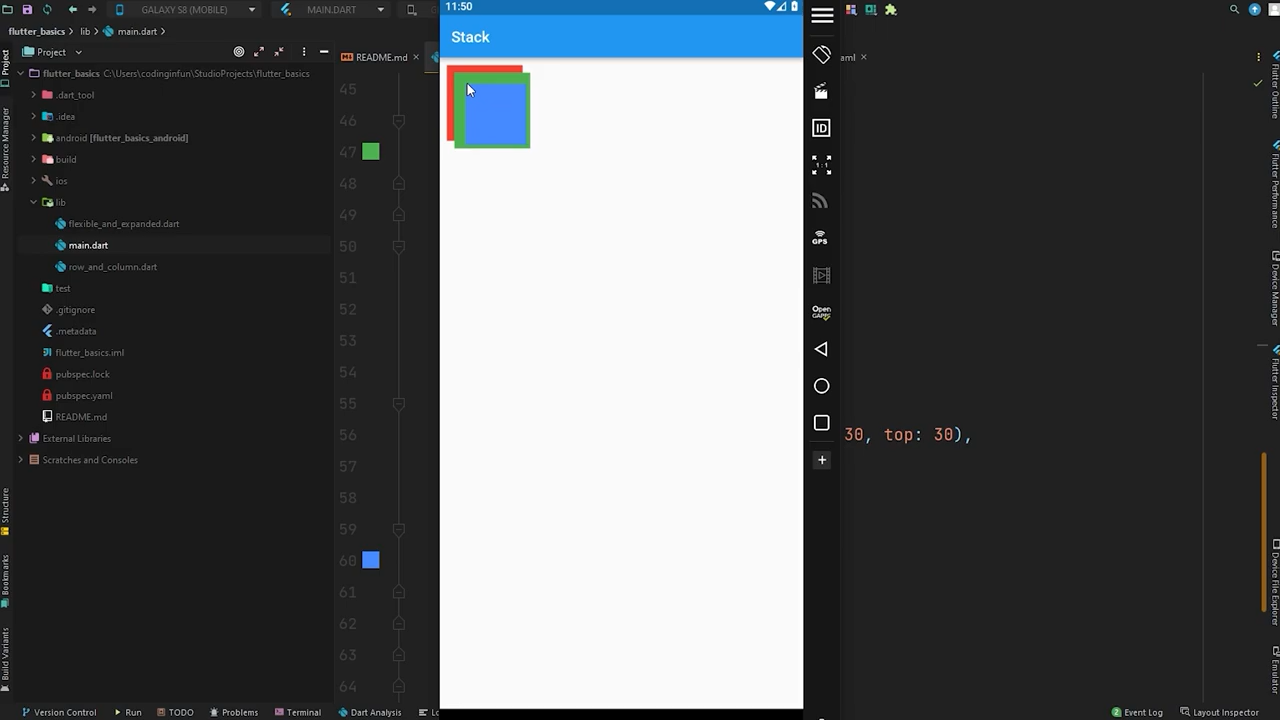 GALAXY S8 (MOBILE)
MAIN.DART
11:50
flutter_basics
lib
main.dart
Project
README.md
aml
Stack
flutter_basics C:\Users\codinginfun\StudioProjects\flutter_basics
.dart_tool
.idea
android [flutter_basics_android]
build
ios
lib
flexible_and_expanded.dart
main.dart
row_and_column.dart
test
.gitignore
.metadata
flutter_basics.iml
pubspec.lock
pubspec.yaml
README.md
External Libraries
Scratches and Consoles
45
46
47
48
49
50
51
52
53
54
55
56
57
58
59
60
61
62
63
64
30, top: 30),
ID
1:1
GPS
Open
GAPPS
Project
Resource Manager
Structure
Bookmarks
Build Variants
Flutter Outline
Flutter Performance
Device Manager
Flutter Inspector
Device File Explorer
Emulator
Version Control
Run
TODO
Problems
Terminal
Dart Analysis
Event Log
Layout Inspector